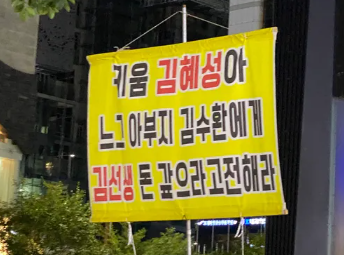 키움 김혜성아
느그 아부지 김수환에게
김선생 돈 갚으라고전해라